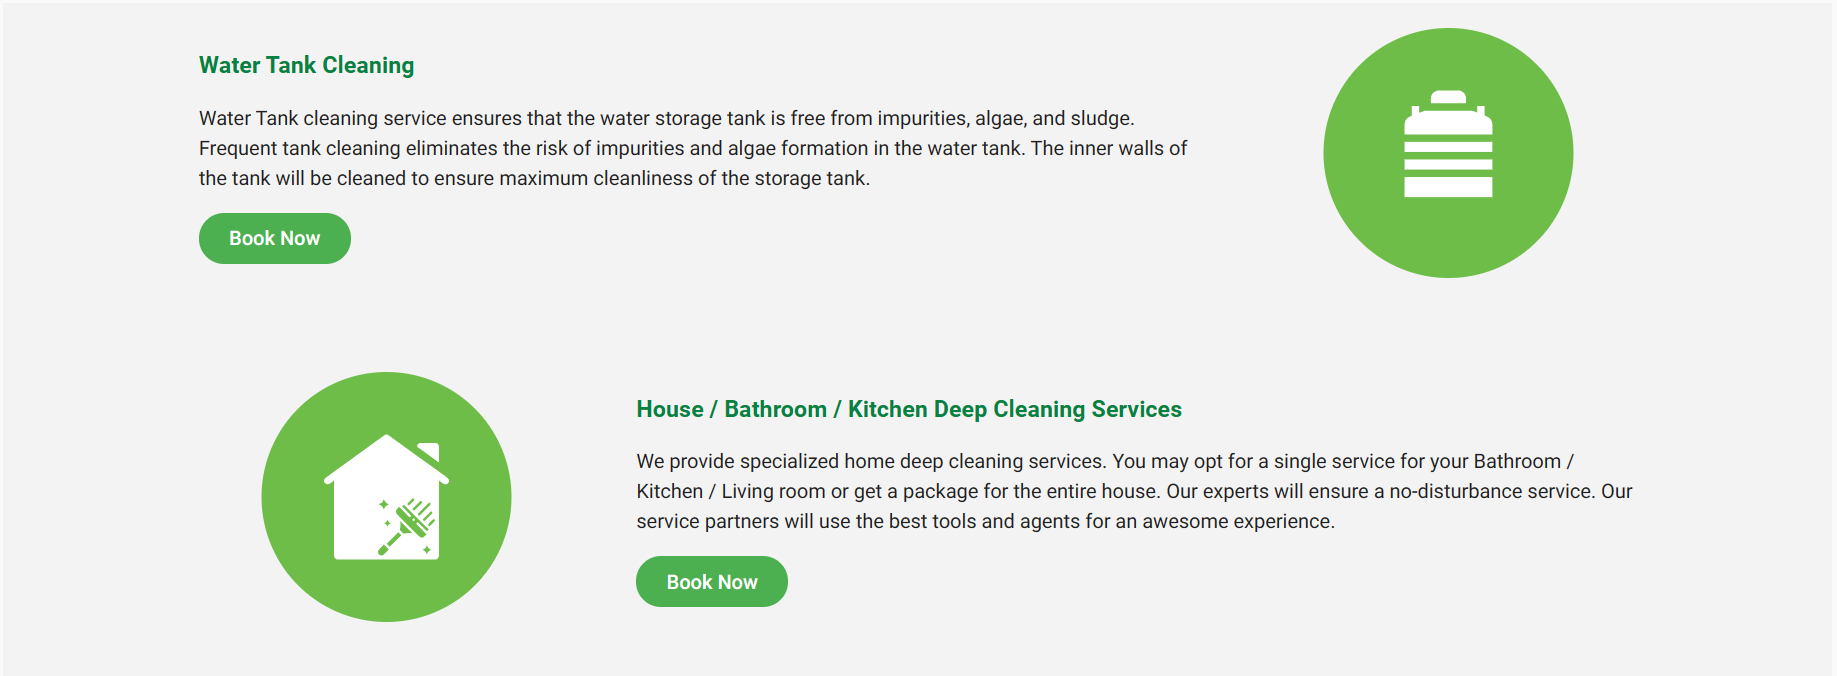 Water Tank Cleaning
Water Tank cleaning service ensures that the water storage tank is free from impurities, algae, and sludge.
Frequent tank cleaning eliminates the risk of impurities and algae formation in the water tank. The inner walls of
the tank will be cleaned to ensure maximum cleanliness of the storage tank.
Book Now
House / Bathroom / Kitchen Deep Cleaning Services
We provide specialized home deep cleaning services. You may opt for a single service for your Bathroom /
Kitchen / Living room or get a package for the entire house. Our experts will ensure a no-disturbance service. Our
service partners will use the best tools and agents for an awesome experience.
Book Now